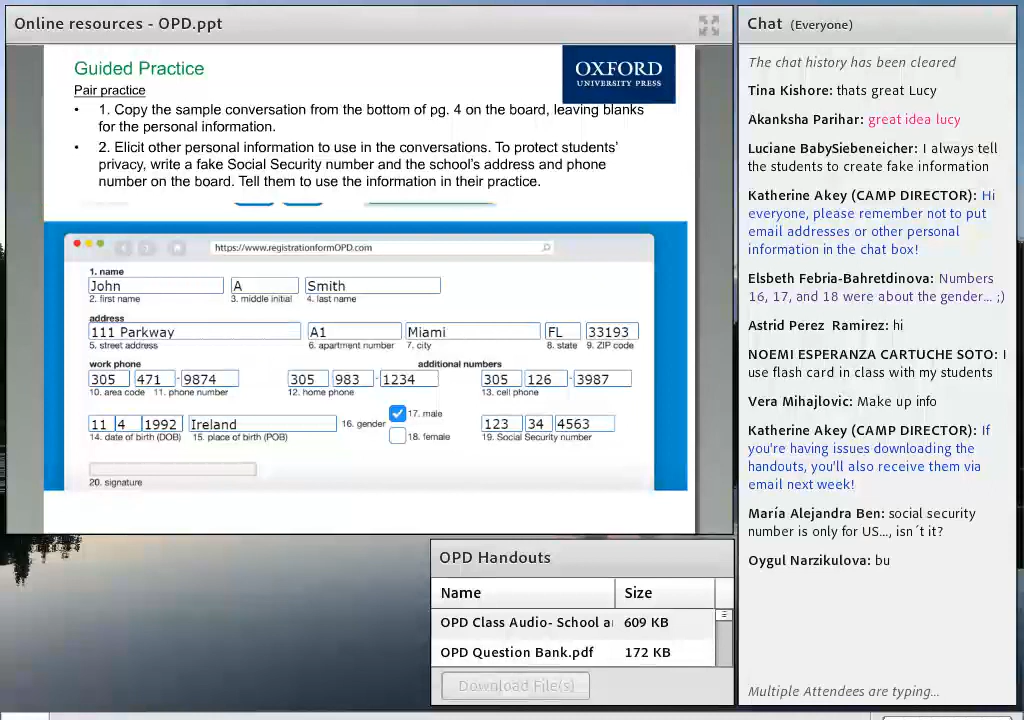 Online resources - OPD.ppt
Guided Practice
OXFORD
UNIVERSITY PRESS
Pair practice
• 1. Copy the sample conversation from the bottom of pg. 4 on the board, leaving blanks
for the personal information.
• 2. Elicit other personal information to use in the conversations. To protect students'
privacy, write a fake Social Security number and the school's address and phone
number on the board. Tell them to use the information in their practice.
https://www.registrationformOPD.com
1. name
John A Smith
2. first name 3. middle initial 4. last name
address
111 Parkway A1 Miami FL 33193
5. street address 6. apartment number 7. city 8. state 9. ZIP code
work phone additional numbers
305 471 - 9874 305 983 - 1234 305 126 - 3987
10. area code 11. phone number 12. home phone 13. cell phone
11 4 1992 Ireland 16. gender 17. male 123 34 4563
14. date of birth (DOB) 15. place of birth (POB) 18. female 19. Social Security number
20. signature
OPD Handouts
Name Size
OPD Class Audio- School a 609 KB
OPD Question Bank.pdf 172 KB
Download File(s)
Chat (Everyone)
The chat history has been cleared
Tina Kishore: thats great Lucy
Akanksha Parihar: great idea lucy
Luciane BabySiebeneicher: I always tell
the students to create fake information
Katherine Akey (CAMP DIRECTOR): Hi
everyone, please remember not to put
email addresses or other personal
information in the chat box!
Elsbeth Febria-Bahretdinova: Numbers
16, 17, and 18 were about the gender... ;)
Astrid Perez Ramirez: hi
NOEMI ESPERANZA CARTUCHE SOTO: I
use flash card in class with my students
Vera Mihajlovic: Make up info
Katherine Akey (CAMP DIRECTOR): If
you're having issues downloading the
handouts, you'll also receive them via
email next week!
María Alejandra Ben: social security
number is only for US..., isn´t it?
Oygul Narzikulova: bu
Multiple Attendees are typing...